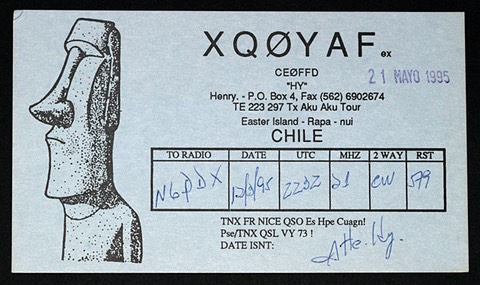 XQØYAF ex
CEØFFD
21 MAYO 1995
"HY"
Henry. - P.O. Box 4, Fax (562) 6902674
TE 223 297 Tx Aku Aku Tour
Easter Island - Rapa - nui
CHILE
TO RADIO DATE UTC MHZ 2 WAY RST
N6PDX 2232 21 CW 599
TNX FR NICE QSO Es Hpe Cuagn!
Pse/TNX QSL VY 73 !
DATE ISNT: Atte. Hy.